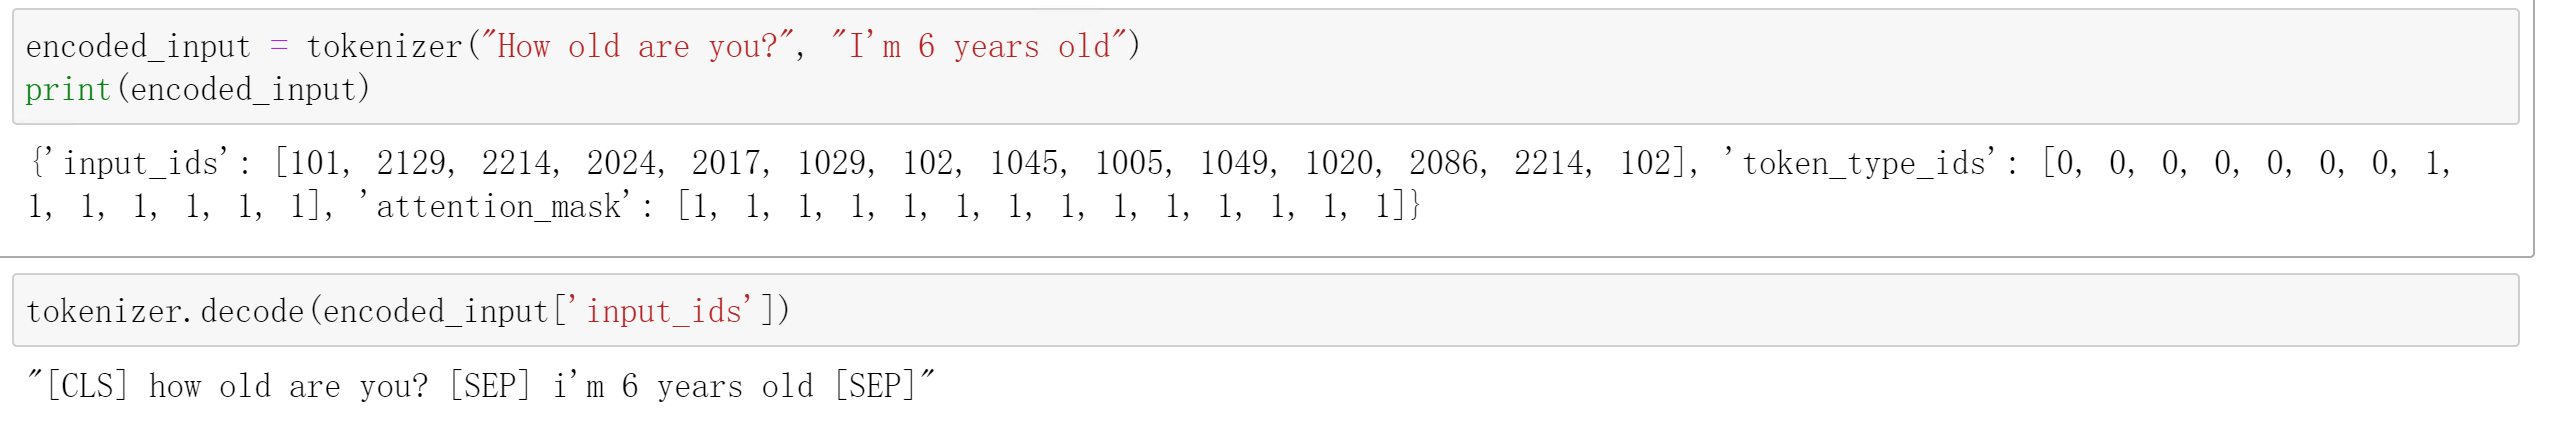 encoded_input = tokenizer("How old are you?", "I'm 6 years old")
print(encoded_input)
{'input_ids': [101, 2129, 2214, 2024, 2017, 1029, 102, 1045, 1005, 1049, 1020, 2086, 2214, 102], 'token_type_ids': [0, 0, 0, 0, 0, 0, 0, 1,
1, 1, 1, 1, 1, 1], 'attention_mask': [1, 1, 1, 1, 1, 1, 1, 1, 1, 1, 1, 1, 1, 1]}
tokenizer.decode(encoded_input['input_ids'])
"[CLS] how old are you? [SEP] i'm 6 years old [SEP]"